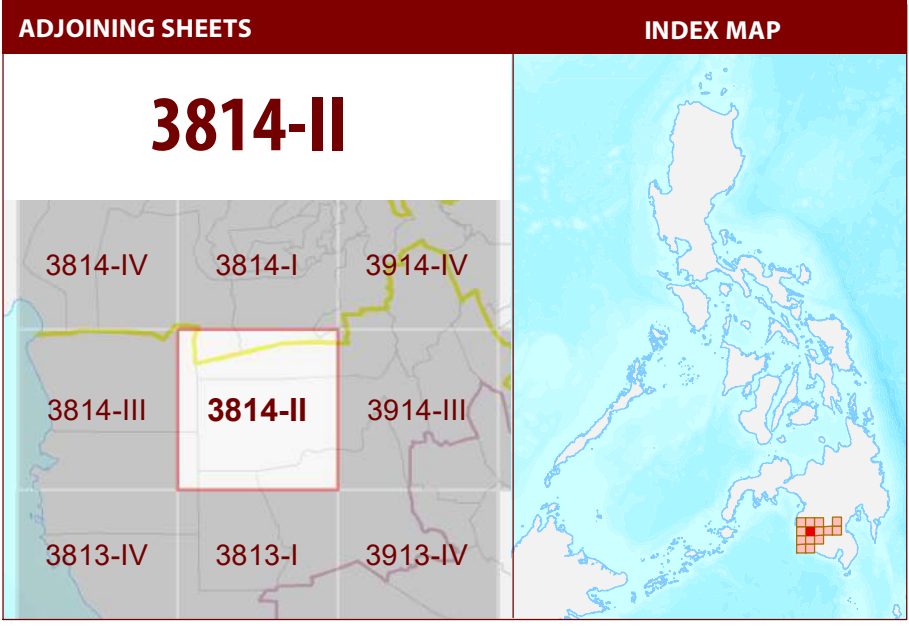 ADJOINING SHEETS
INDEX MAP
3814-II
3814-IV 3814-I 3914-IV
3814-III 3814-II 3914-III
3813-IV 3813-I 3913-IV